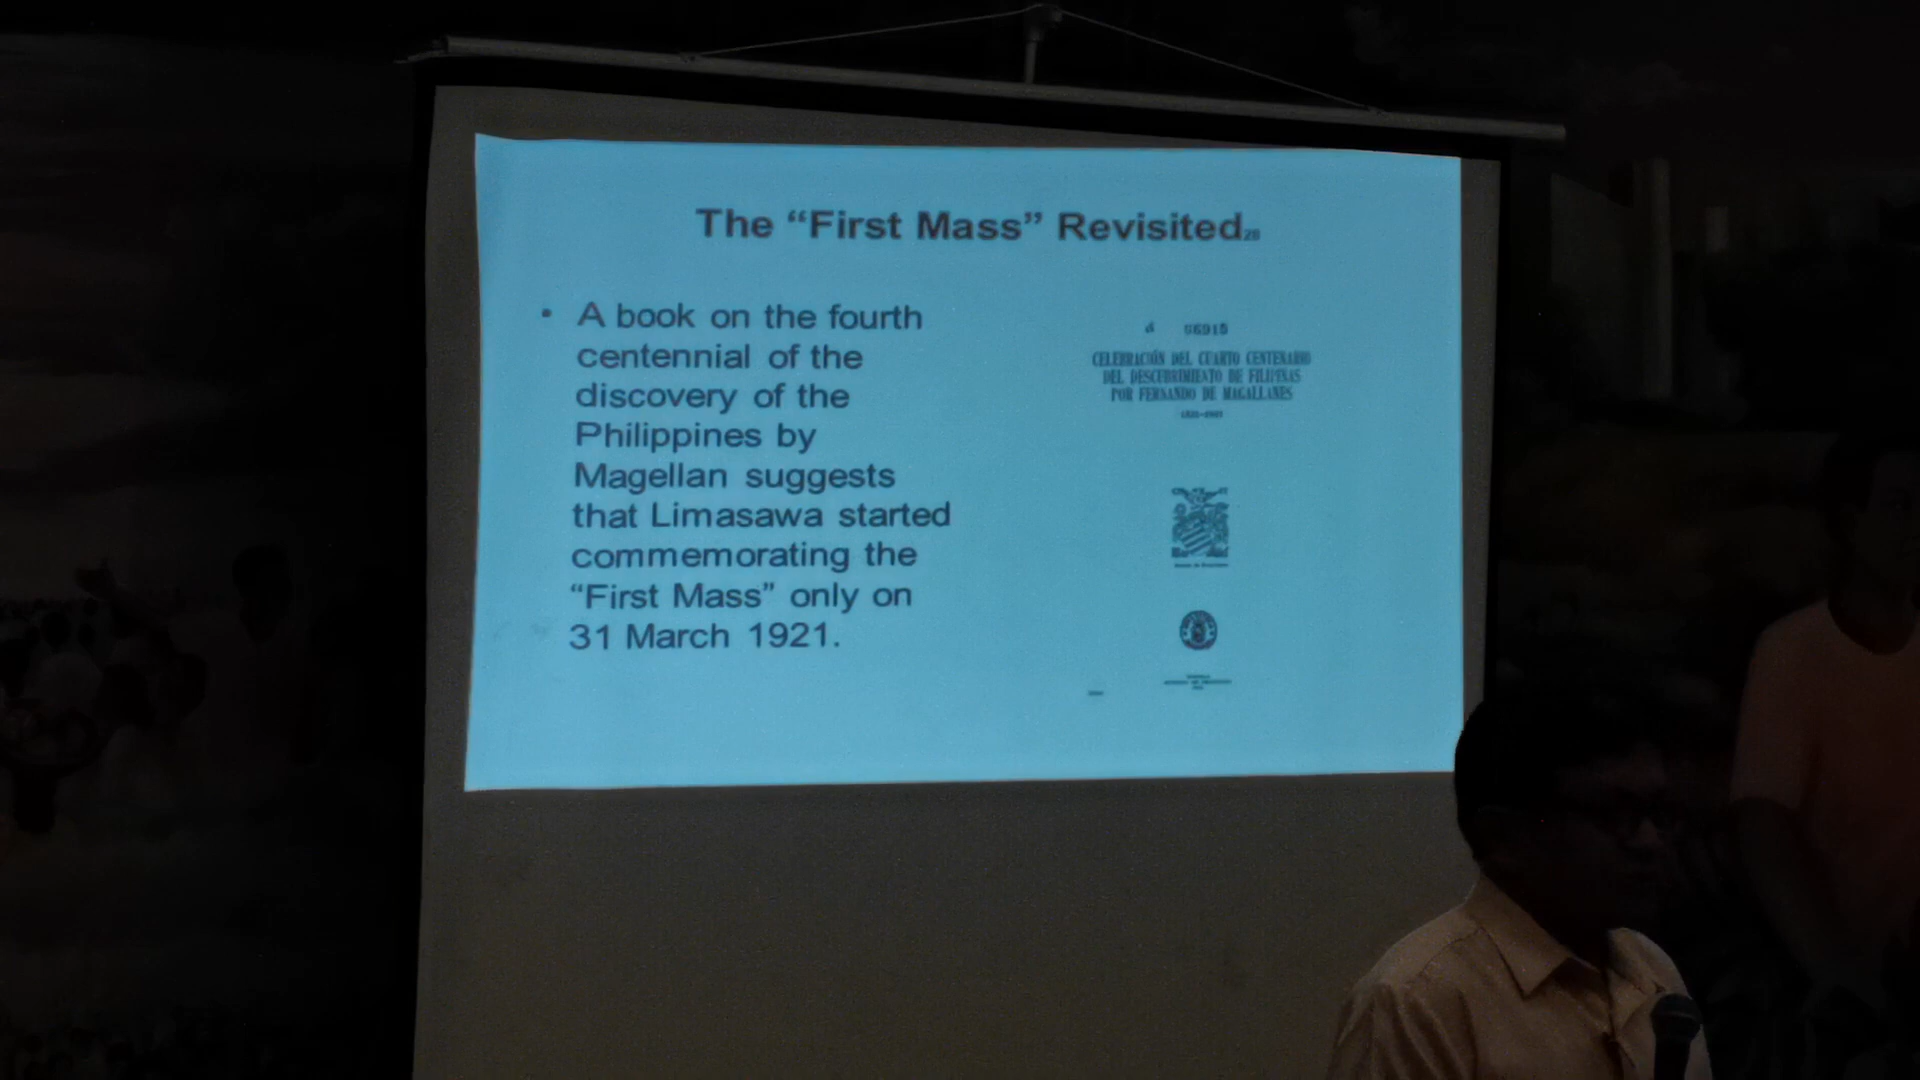 The “First Mass” Revisited28
• A book on the fourth
centennial of the
discovery of the
Philippines by
Magellan suggests
that Limasawa started
commemorating the
“First Mass” only on
31 March 1921.
CELEBRACIÓN DEL CUARTO CENTENARIO
DEL DESCUBRIMIENTO DE FILIPINAS
POR FERNANDO DE MAGALLANES